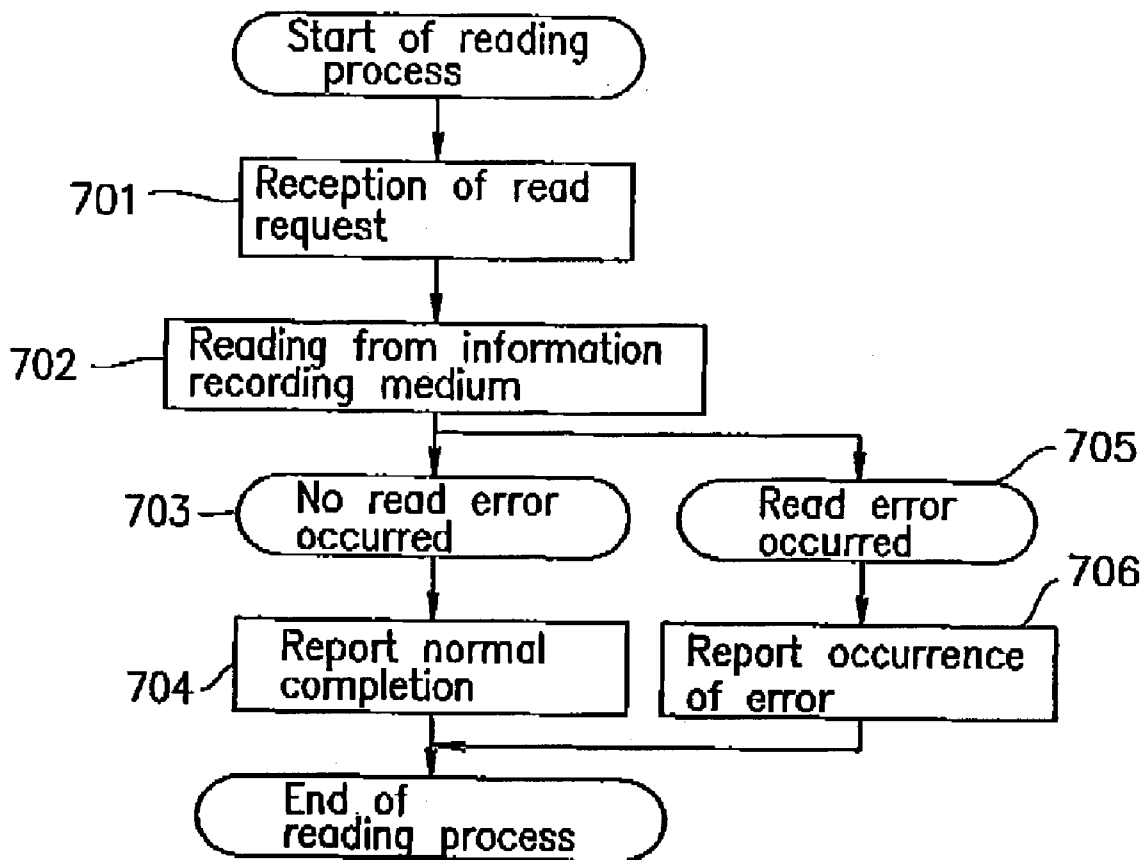 Start of reading
process
701
Reception of read
request
702
Reading from information
recording medium
703
No read error
occurred
705
Read error
occurred
704
Report normal
completion
706
Report occurrence
of error
End of
reading process